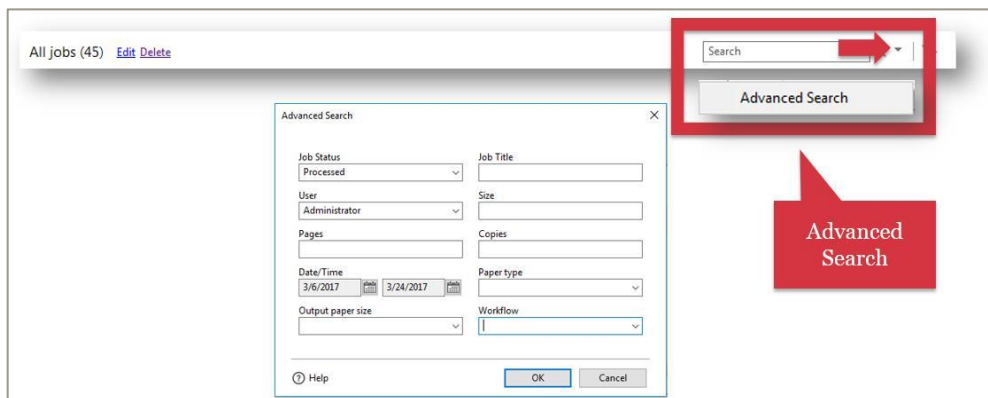 All jobs (45) Edit Delete
Search
Advanced Search
Advanced Search
Job Status Job Title
Processed
User Size
Administrator
Pages Copies
Date/Time Paper type
3/6/2017 3/24/2017
Output paper size Workflow
? Help OK Cancel
Advanced
Search